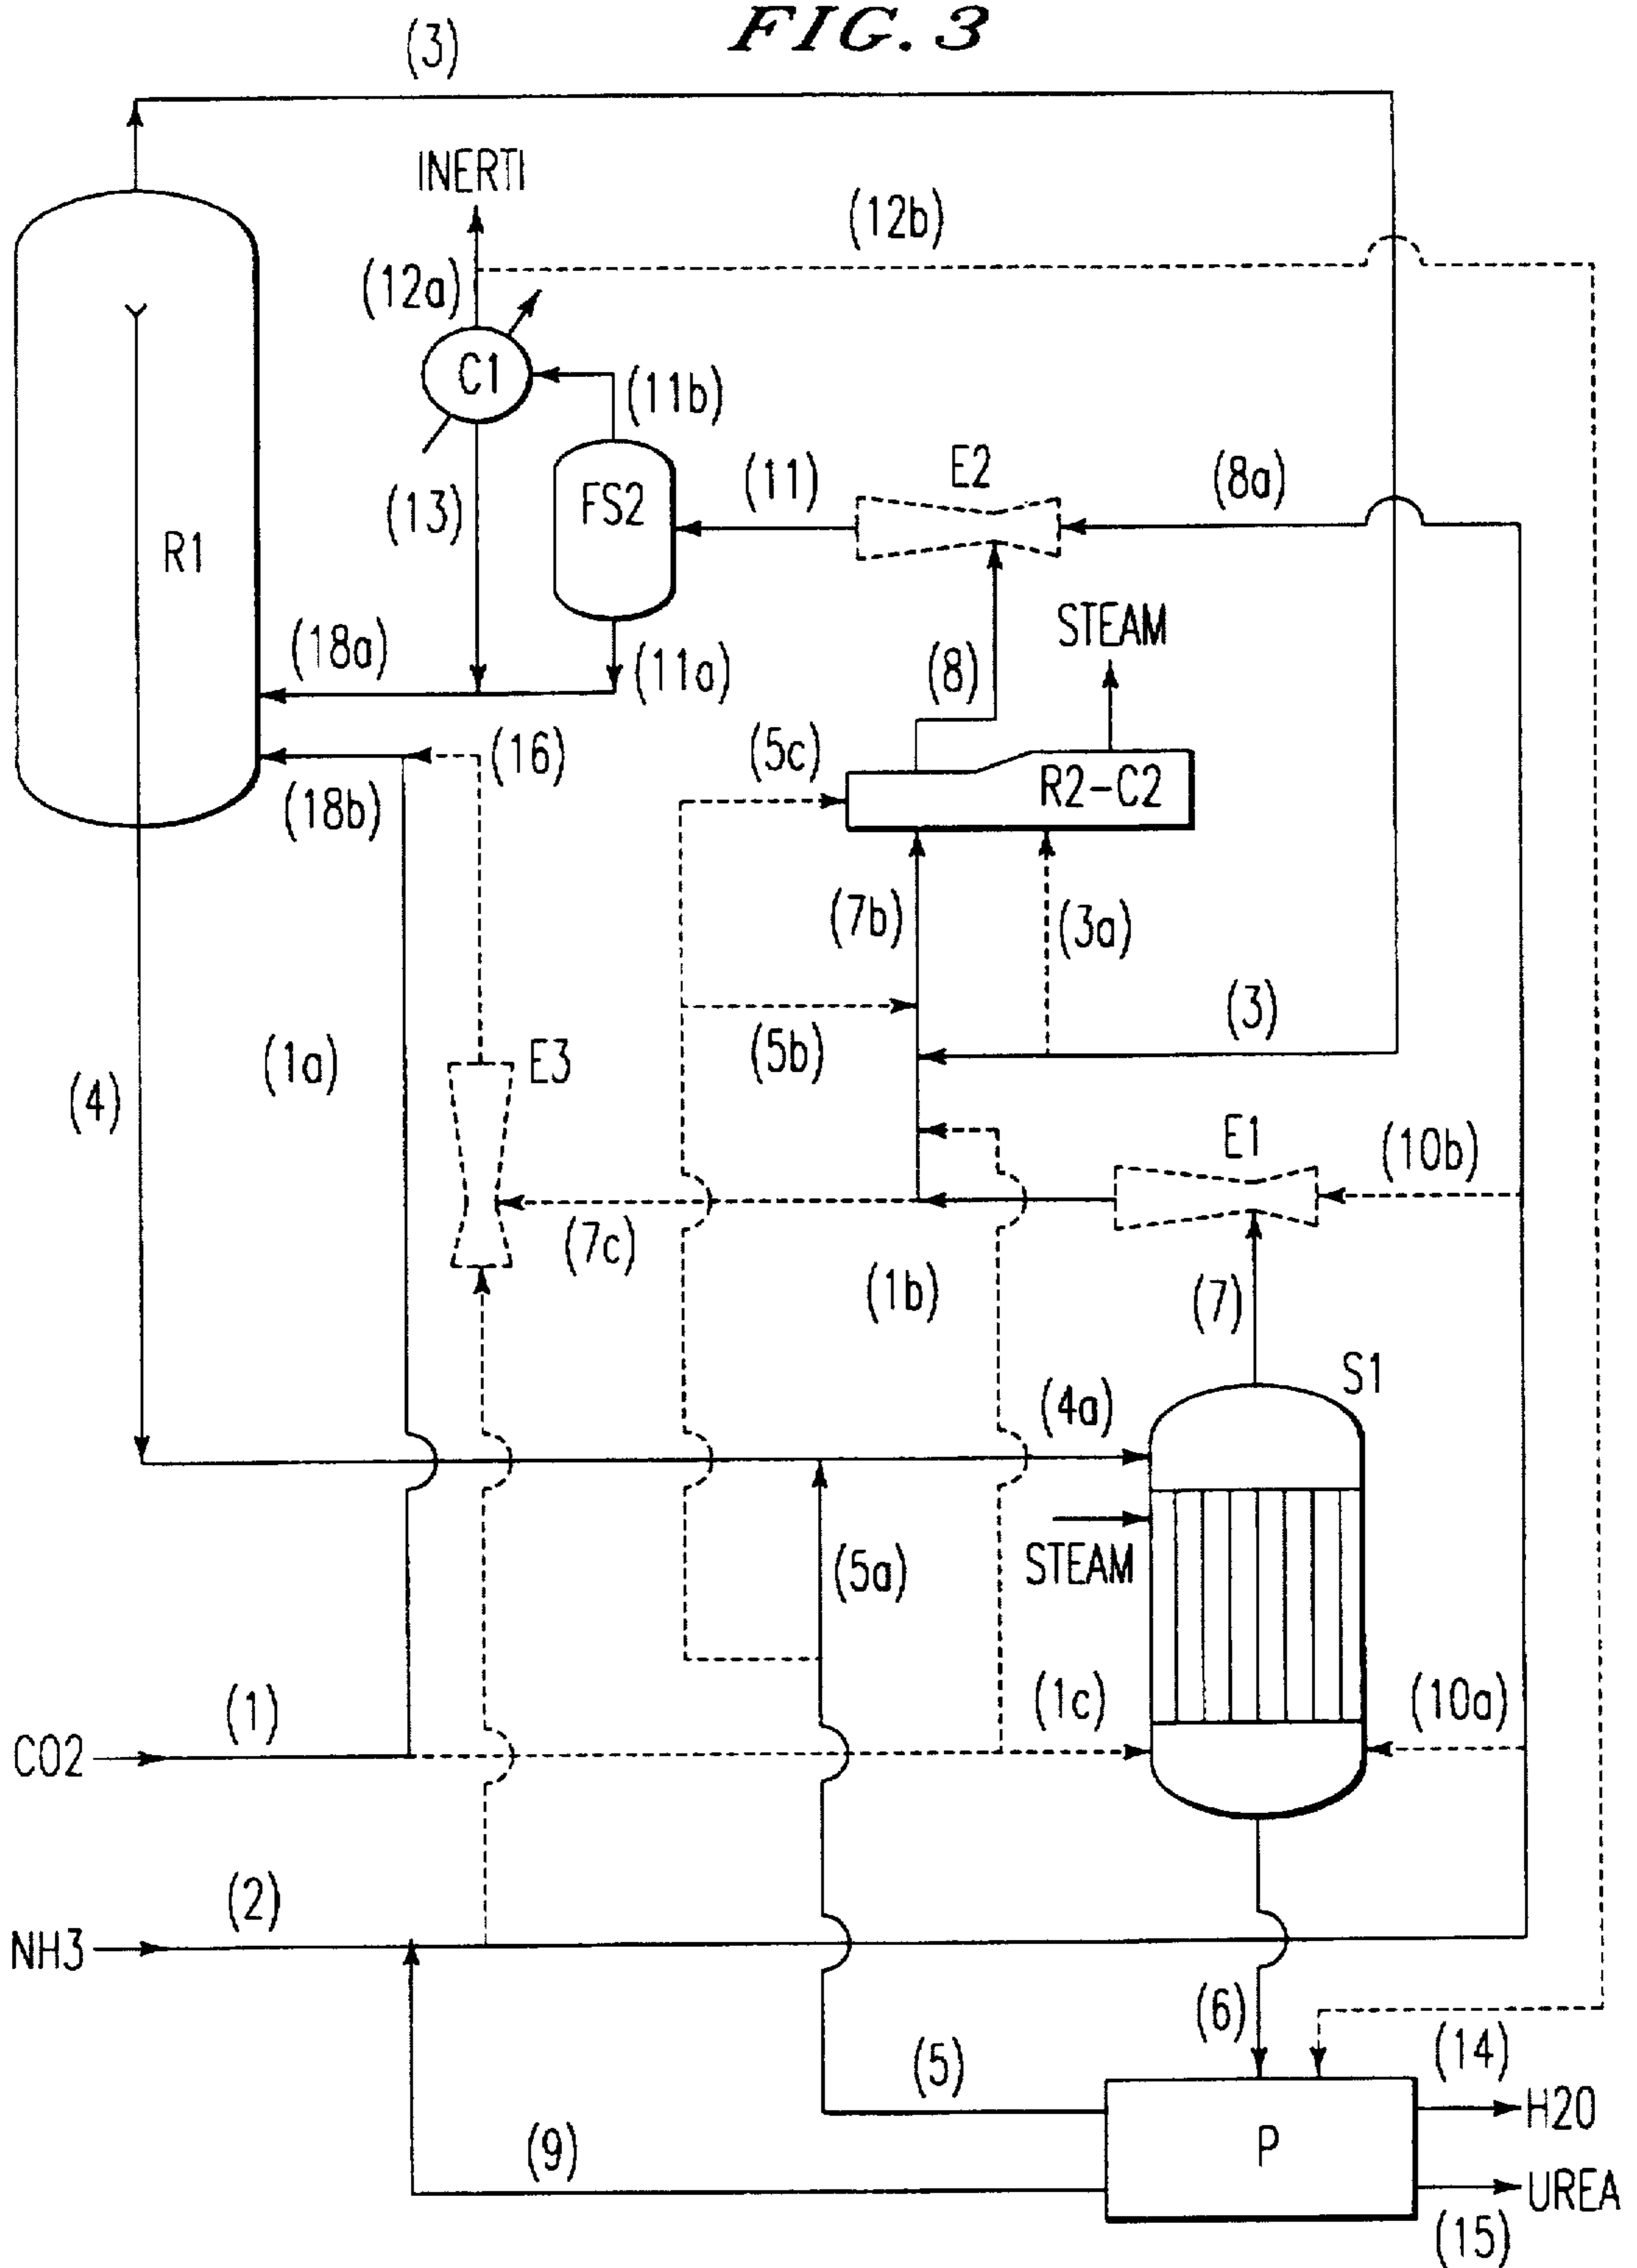 FIG. 3
(3)
INERTI
(12b)
(12a)
C1
(11b)
E2
(8a)
(11)
FS2
(13)
R1
STEAM
(18a)
(11a)
(8)
(16)
(5c)
R2-C2
(18b)
(7b)
(3a)
(3)
(5b)
(1a)
E3
(4)
E1
(10b)
(7c)
(1b)
(7)
S1
(4a)
STEAM
(5a)
(1)
(1c)
(10a)
CO2
(2)
NH3
(6)
(14)
(5)
H2O
(9)
P
UREA
(15)